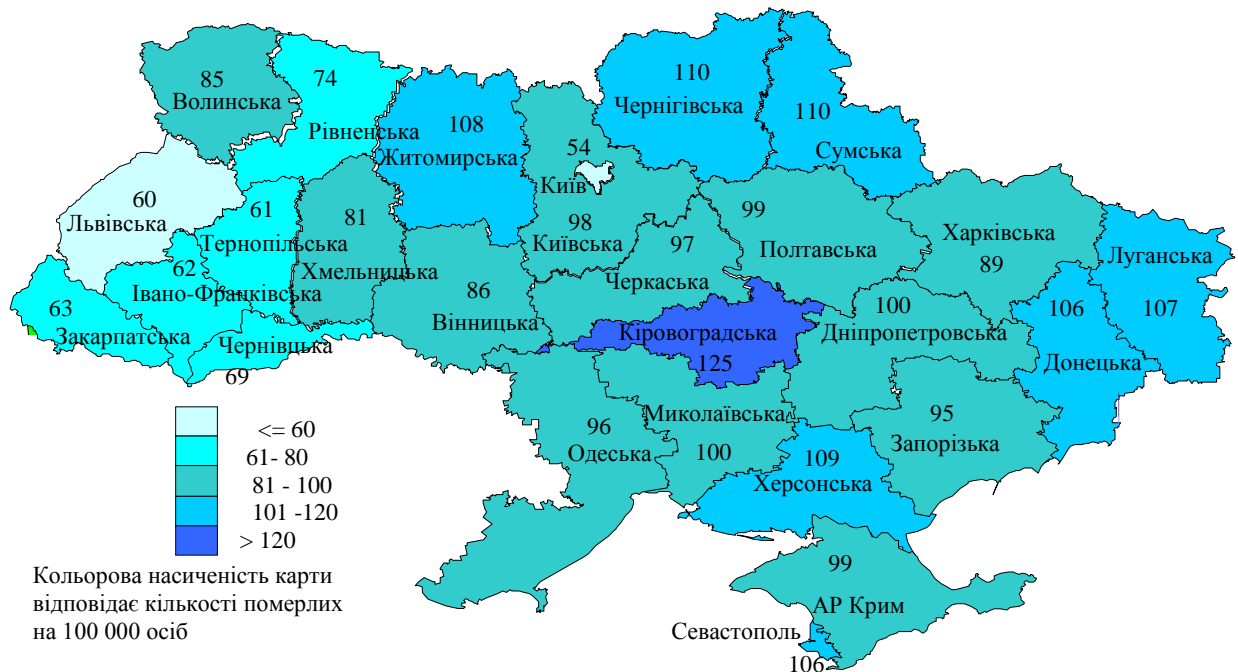 85
Волинська
74
Рівненська
108
Житомирська
54
Київ
98
Київська
110
Чернігівська
110
Сумська
60
Львівська
61
Тернопільська
81
Хмельницька
62
Івано-Франківська
63
Закарпатська
Чернівцька
69
86
Вінницька
97
Черкаська
99
Полтавська
Харківська
89
Луганська
107
106
Донецька
100
Дніпропетровська
Кіровоградська
125
Миколаївська
100
96
Одеська
95
Запорізька
109
Херсонська
99
АР Крим
Севастополь
106
<= 60
61- 80
81 - 100
101 -120
> 120
Кольорова насиченість карти
відповідає кількості померлих
на 100 000 осіб